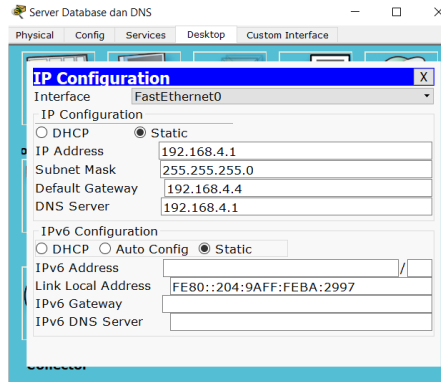 Server Database dan DNS
Physical Config Services Desktop Custom Interface
IP Configuration X
Interface FastEthernet0
IP Configuration
DHCP Static
IP Address 192.168.4.1
Subnet Mask 255.255.255.0
Default Gateway 192.168.4.4
DNS Server 192.168.4.1
IPv6 Configuration
DHCP Auto Config Static
IPv6 Address /
Link Local Address FE80::204:9AFF:FEBA:2997
IPv6 Gateway
IPv6 DNS Server